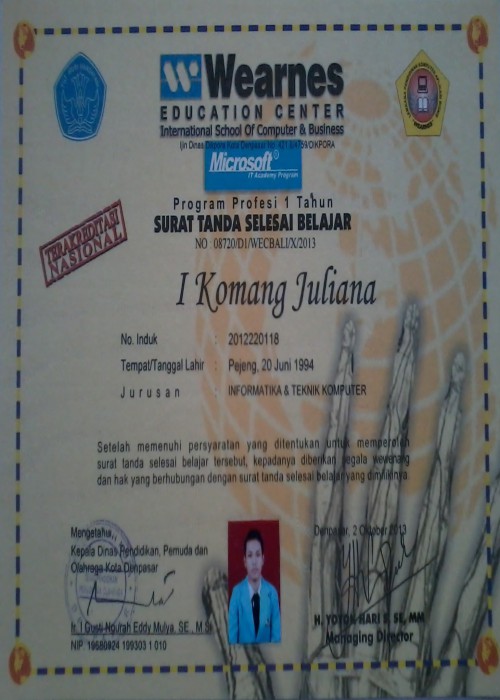 Wearnes
EDUCATION CENTER
International School Of Computer & Business
Ijin Dinas Dikpora Kota Denpasar No. 421.9/4759/DIKPORA
Microsoft
IT Academy Program
Program Profesi 1 Tahun
SURAT TANDA SELESAI BELAJAR
NO : 08720/D1/WECBALI/X/2013
TERAKREDITASI
NASIONAL
I Komang Juliana
No. Induk : 2012220118
Tempat/Tanggal Lahir : Pejeng, 20 Juni 1994
Jurusan : INFORMATIKA & TEKNIK KOMPUTER
Setelah memenuhi persyaratan yang ditentukan untuk memperoleh
surat tanda selesai belajar tersebut, kepadanya diberikan segala wewenang
dan hak yang berhubungan dengan surat tanda selesai belajar yang dimilikinya.
Mengetahui,
Kepala Dinas Pendidikan, Pemuda dan
Olahraga Kota Denpasar
Ir. I Gusti Ngurah Eddy Mulya, SE., M.Si
NIP. 19580824 199303 1 010
Denpasar, 2 Oktober 2013
H. YOYOK HARI S, SE, MM
Managing Director